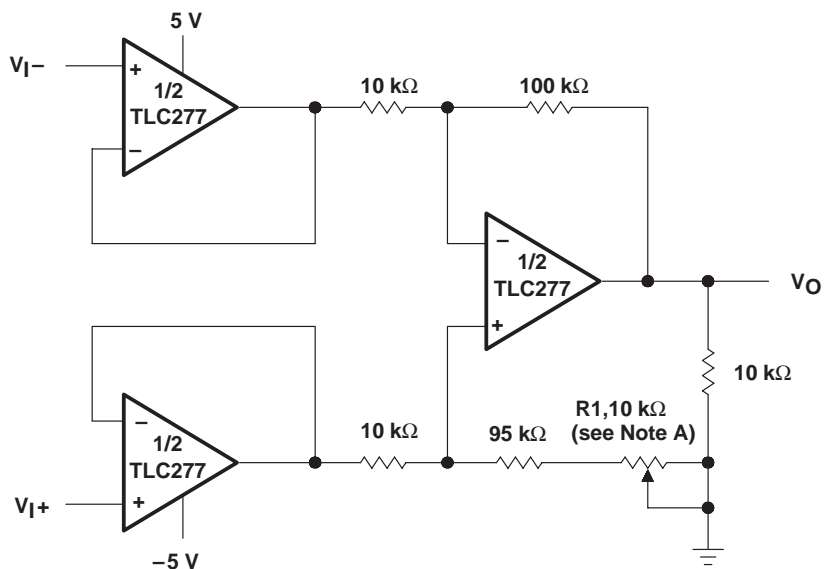 5 V
VI−
+
1/2
TLC277
−
10 kΩ
100 kΩ
−
1/2
TLC277
+
VO
10 kΩ
−
1/2
TLC277
+
VI+
−5 V
10 kΩ
95 kΩ
R1,10 kΩ
(see Note A)